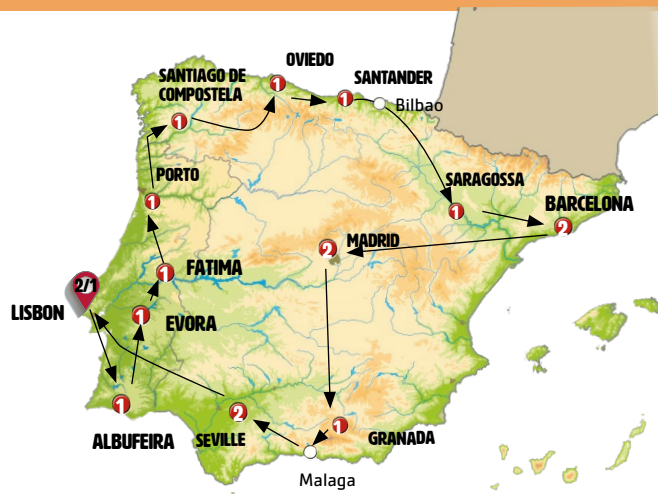 OVIEDO
SANTANDER
SANTIAGO DE
COMPOSTELA
1
1
Bilbao
1
PORTO
SARAGOSSA
BARCELONA
1
1
2
MADRID
2
FATIMA
1
2/1
LISBON
EVORA
1
1
2
1
ALBUFEIRA
SEVILLE
GRANADA
Malaga